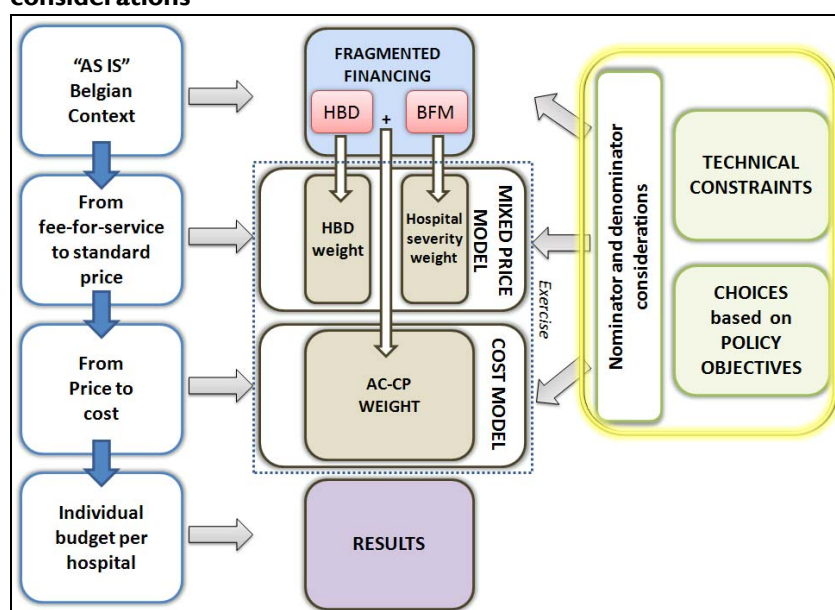 considerations
"AS IS"
Belgian
Context
From
fee-for-service
to standard
price
From
Price to
cost
Individual
budget per
hospital
FRAGMENTED
FINANCING
HBD
+
BFM
HBD
weight
Hospital
severity
weight
MIXED PRICE
MODEL
AC-CP
WEIGHT
COST MODEL
Exercise
RESULTS
Nominator and denominator
considerations
TECHNICAL
CONSTRAINTS
CHOICES
based on
POLICY
OBJECTIVES